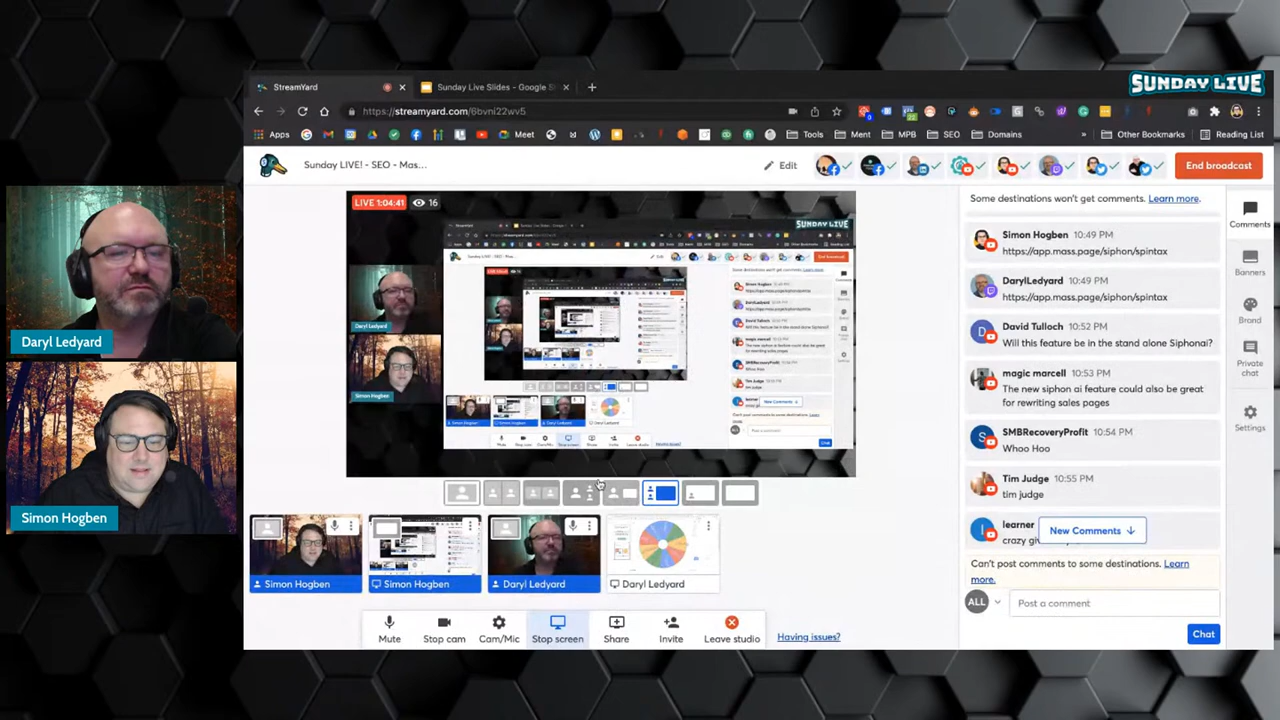 SUNDAY LIVE
StreamYard
Sunday Live Slides - Google S
https://streamyard.com/6bvni22wv5
Apps
Meet
Tools
Ment
MPB
SEO
Domains
»
Other Bookmarks
Reading List
Sunday LIVE! - SEO - Mas...
Edit
End broadcast
LIVE 1:04:41
16
SUNDAY LIVE
Daryl Ledyard
Simon Hogben
Daryl Ledyard
Simon Hogben
Simon Hogben
Simon Hogben
Daryl Ledyard
Daryl Ledyard
Mute
Stop cam
Cam/Mic
Stop screen
Share
Invite
Leave studio
Having issues?
Some destinations won't get comments. Learn more.
Simon Hogben 10:49 PM
https://app.mass.page/siphon/spintax
DarylLedyard 10:49 PM
https://app.mass.page/siphon/spintax
David Tulloch 10:52 PM
Will this feature be in the stand alone Siphon?
magic marcell 10:53 PM
The new siphon ai feature could also be great
for rewriting sales pages
SMBRecoveryProfit 10:54 PM
Whoo Hoo
Tim Judge 10:55 PM
tim judge
learner
crazy giv
New Comments ↓
Can't post comments to some destinations. Learn
more.
ALL
Post a comment
Chat
Comments
Banners
Brand
Private
chat
Settings